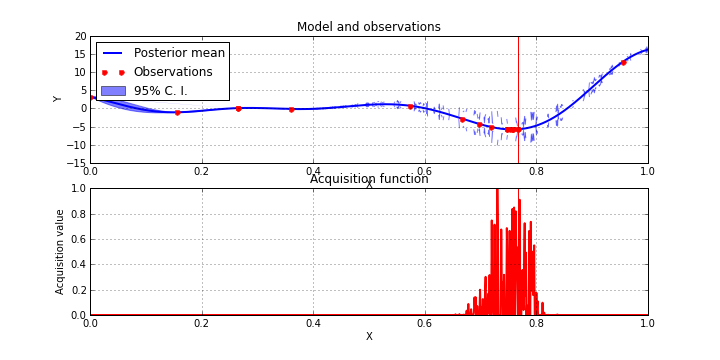 Model and observations
20
15
10
5
0
−5
−10
−15
Y
Posterior mean
Observations
95% C. I.
0.0 0.2 0.4 0.6 0.8 1.0
X
Acquisition function
1.0
0.8
0.6
0.4
0.2
0.0
Acquisition value
0.0 0.2 0.4 0.6 0.8 1.0
X